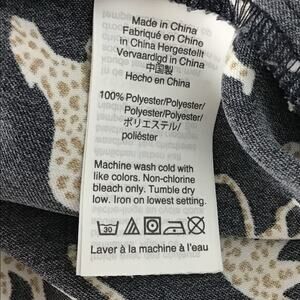 Made in China
Fabriqué en Chine
in China Hergestellt
Vervaardigd in China
中国製
Hecho en China
100% Polyester/Polyester/
Polyester/Polyester/
ポリエステル/
poliéster
Machine wash cold with
like colors. Non-chlorine
bleach only. Tumble dry
low. Iron on lowest setting.
30
Laver à la machine à l'eau